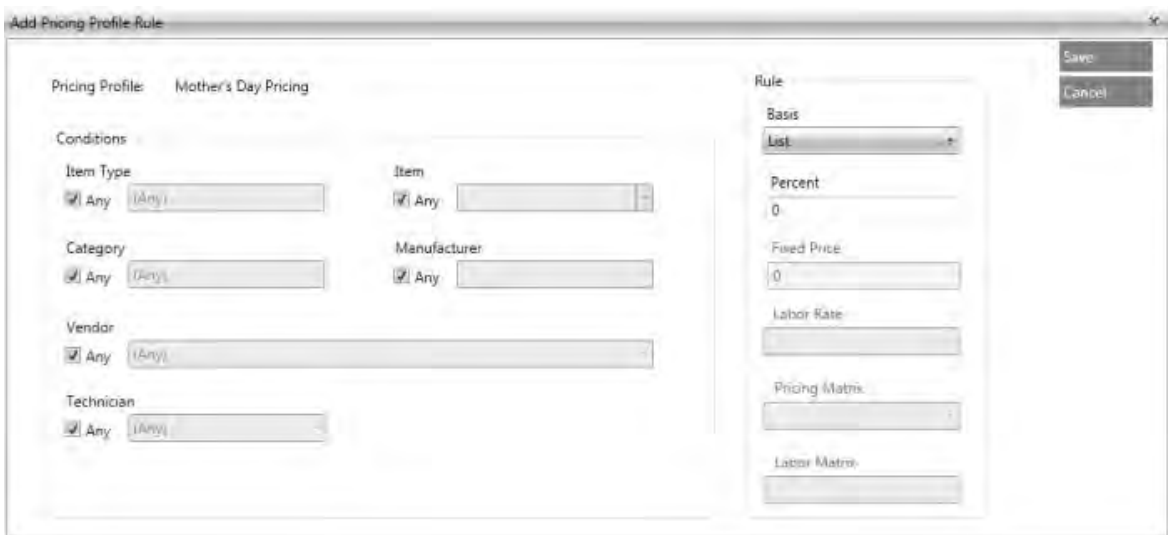 Add Pricing Profile Rule
Save
Cancel
Pricing Profile: Mother's Day Pricing
Conditions
Item Type
Any (Any)
Item
Any
Category
Any (Any)
Manufacturer
Any
Vendor
Any (Any)
Technician
Any (Any)
Rule
Basis
List
Percent
0
Fixed Price
0
Labor Rate
Pricing Matrix
Labor Matrix